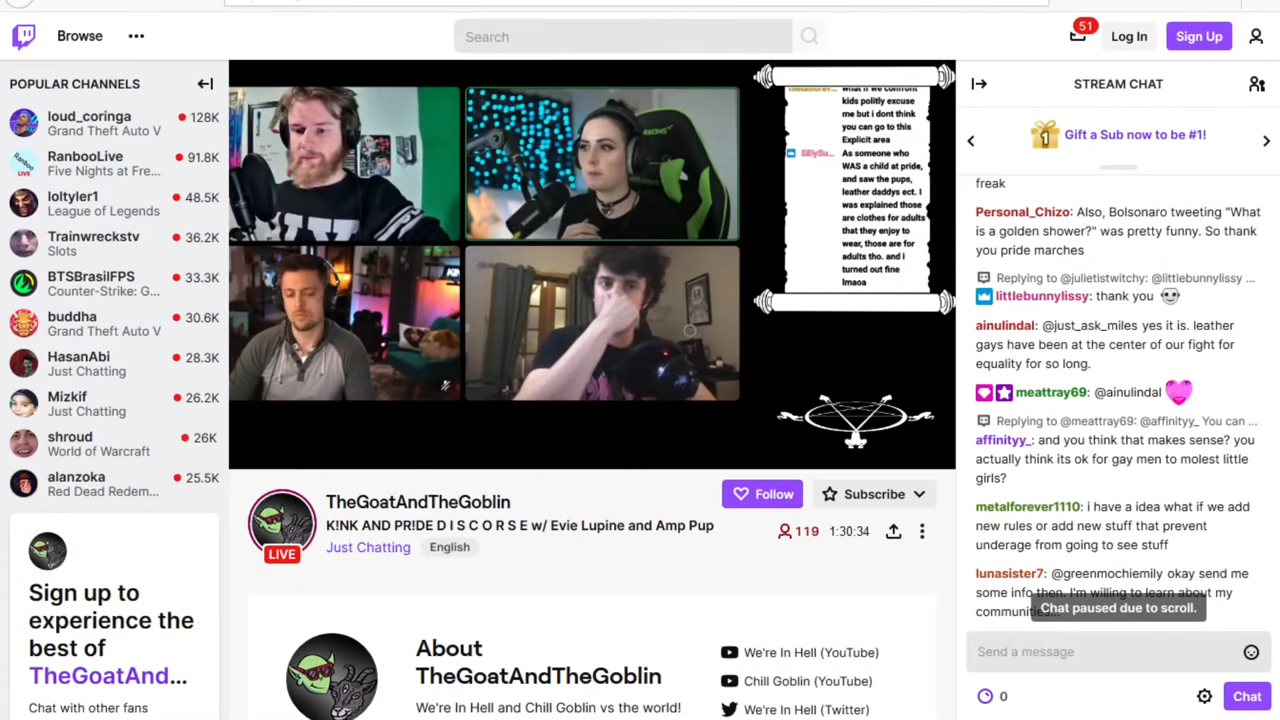 Browse
Search
51
Log In
Sign Up
POPULAR CHANNELS
loud_coringa
128K
Grand Theft Auto V
RanbooLive
91.8K
Five Nights at Fre...
loltyler1
48.5K
League of Legends
Trainwreckstv
36.2K
Slots
BTSBrasilFPS
33.3K
Counter-Strike: G...
buddha
30.6K
Grand Theft Auto V
HasanAbi
28.3K
Just Chatting
Mizkif
26.2K
Just Chatting
shroud
26K
World of Warcraft
alanzoka
25.5K
Red Dead Redem...
Sign up to
experience the
best of
TheGoatAnd...
Chat with other fans
what if we confront
kids politly excuse
me but i dont think
you can go to this
Explicit area
SillySu...
As someone who
WAS a child at pride,
and saw the pups,
leather daddys ect. I
was explained those
are clothes for adults
that they enjoy to
wear, those are for
adults tho. and I
turned out fine
lmaoa
LIVE
TheGoatAndTheGoblin
K!NK AND PR!DE D I S C O R S E w/ Evie Lupine and Amp Pup
Just Chatting
English
Follow
Subscribe
119
1:30:34
About
TheGoatAndTheGoblin
We're In Hell and Chill Goblin vs the world!
We're In Hell (YouTube)
Chill Goblin (YouTube)
We're In Hell (Twitter)
STREAM CHAT
1
Gift a Sub now to be #1!
freak
Personal_Chizo: Also, Bolsonaro tweeting "What
is a golden shower?" was pretty funny. So thank
you pride marches
Replying to @julietistwitchy: @littlebunnylissy ...
littlebunnylissy: thank you
ainulindal: @just_ask_miles yes it is. leather
gays have been at the center of our fight for
equality for so long.
meattray69: @ainulindal
Replying to @meattray69: @affinityy_ You can ...
affinityy_: and you think that makes sense? you
actually think its ok for gay men to molest little
girls?
metalforever1110: i have a idea what if we add
new rules or add new stuff that prevent
underage from going to see stuff
lunasister7: @greenmochiemily okay send me
some info then. I'm willing to learn about my
communities...
Chat paused due to scroll.
Send a message
0
Chat